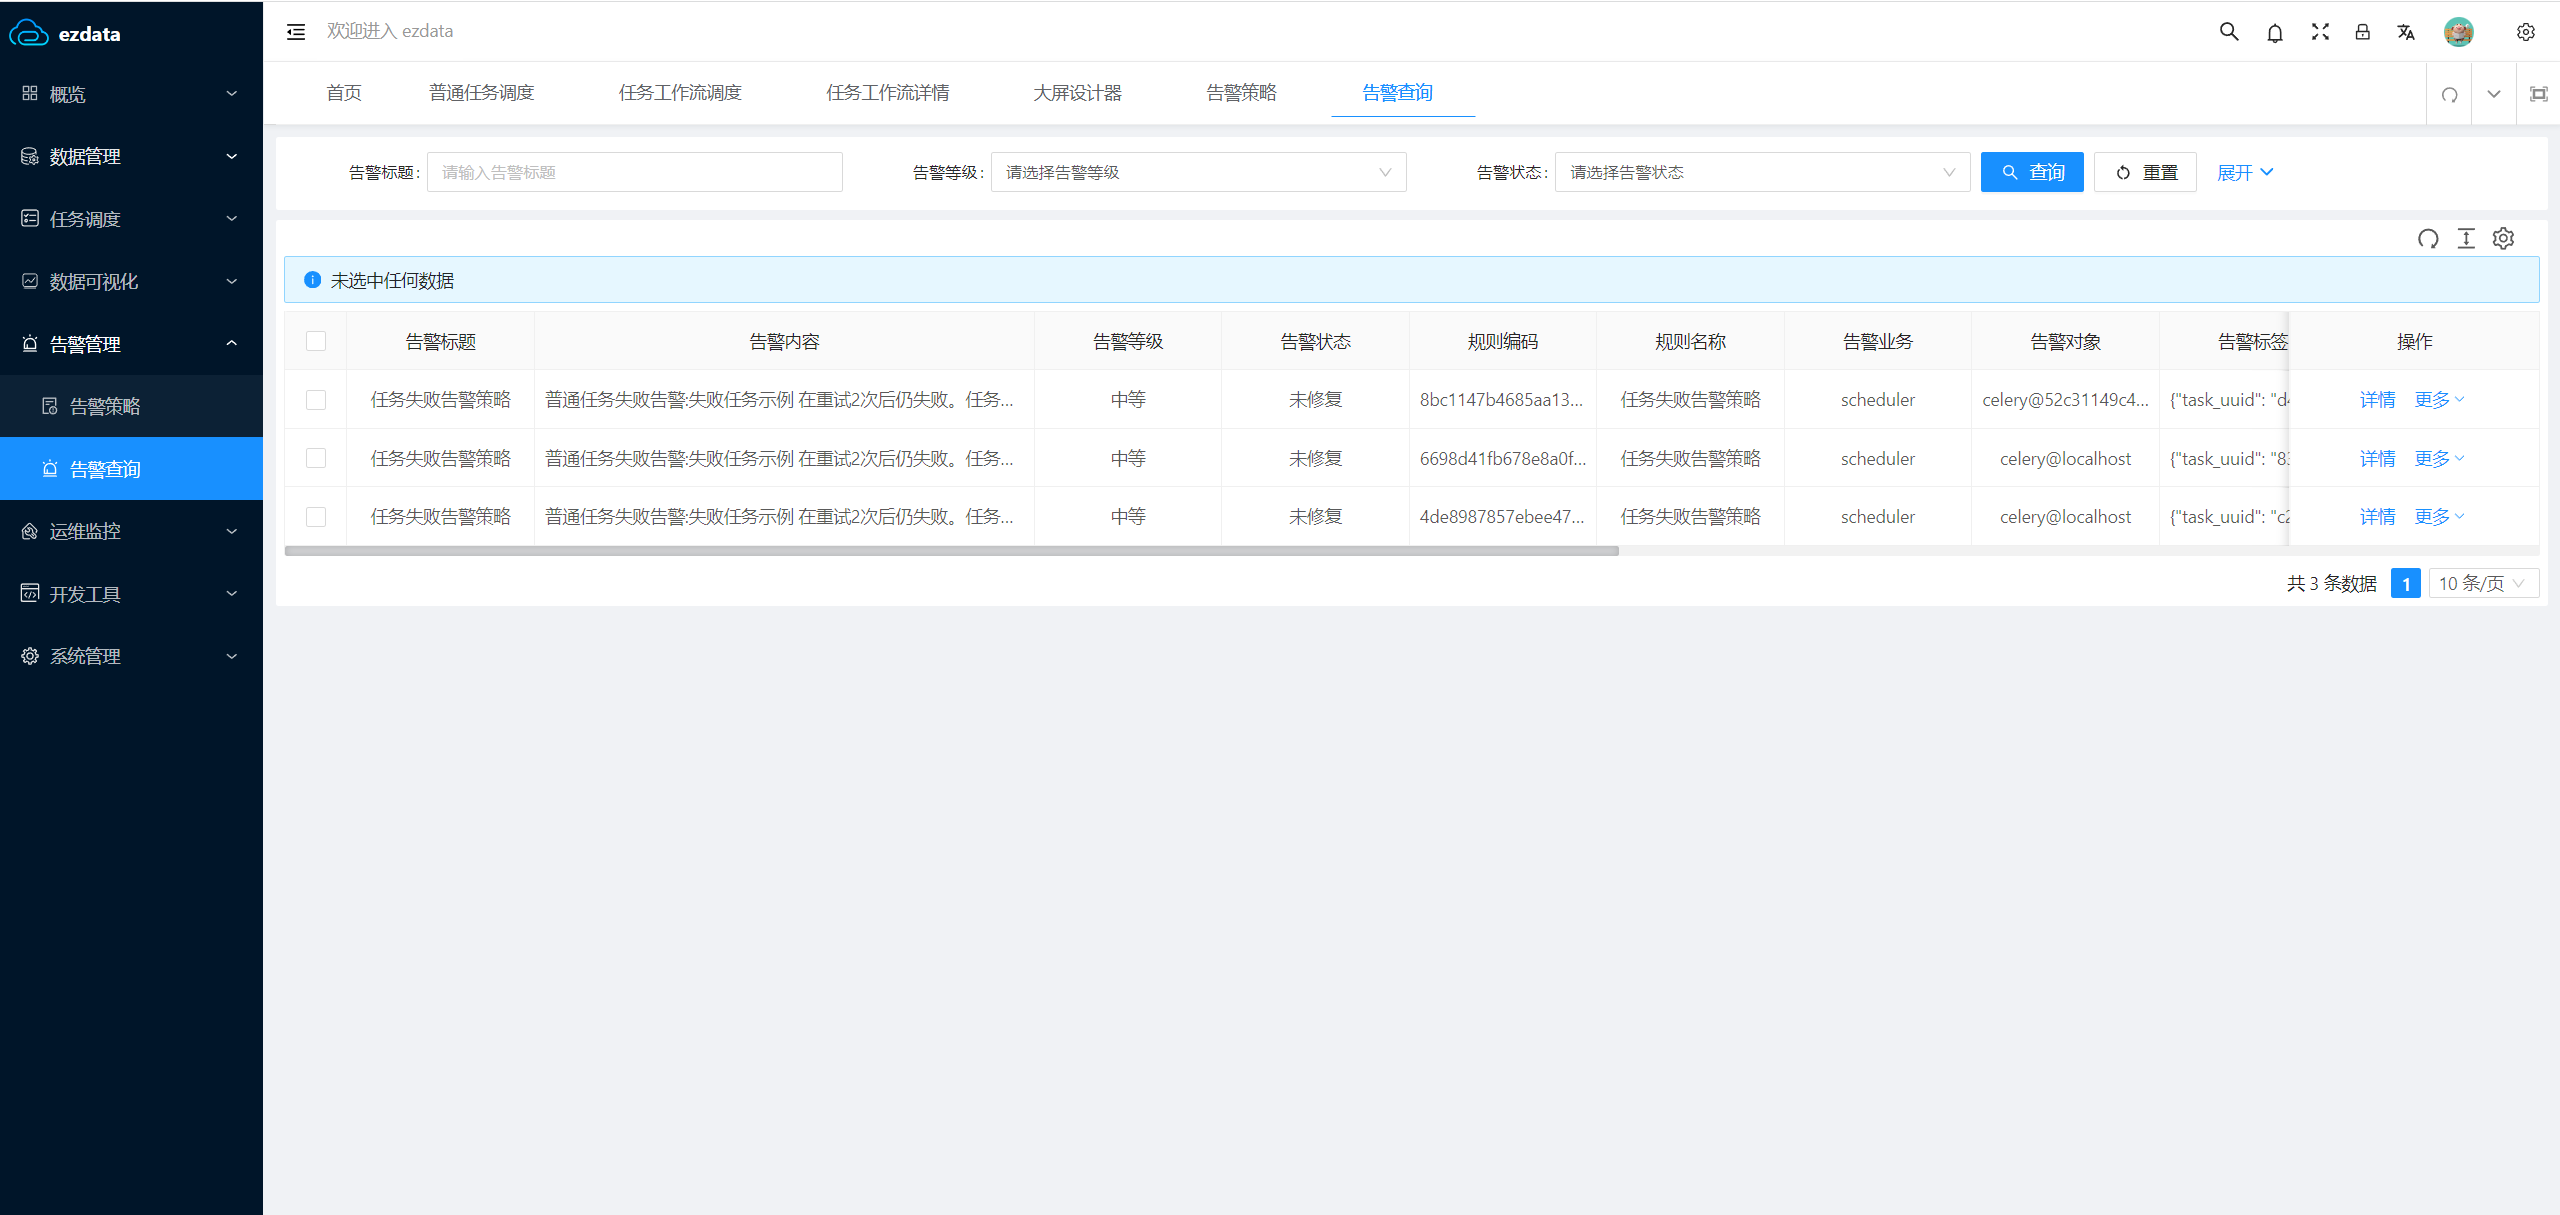 ezdata
概览
数据管理
任务调度
数据可视化
告警管理
告警策略
告警查询
运维监控
开发工具
系统管理
欢迎进入 ezdata
首页 普通任务调度 任务工作流调度 任务工作流详情 大屏设计器 告警策略 告警查询
告警标题: 请输入告警标题 告警等级: 请选择告警等级 告警状态: 请选择告警状态 查询 重置 展开
未选中任何数据
告警标题 告警内容 告警等级 告警状态 规则编码 规则名称 告警业务 告警对象 告警标签 操作
任务失败告警策略 普通任务失败告警:失败任务示例 在重试2次后仍失败。任务... 中等 未修复 8bc1147b4685aa13... 任务失败告警策略 scheduler celery@52c31149c4... {"task_uuid": "d4 详情 更多
任务失败告警策略 普通任务失败告警:失败任务示例 在重试2次后仍失败。任务... 中等 未修复 6698d41fb678e8a0f... 任务失败告警策略 scheduler celery@localhost {"task_uuid": "83 详情 更多
任务失败告警策略 普通任务失败告警:失败任务示例 在重试2次后仍失败。任务... 中等 未修复 4de8987857ebee47... 任务失败告警策略 scheduler celery@localhost {"task_uuid": "c2 详情 更多
共 3 条数据 1 10 条/页